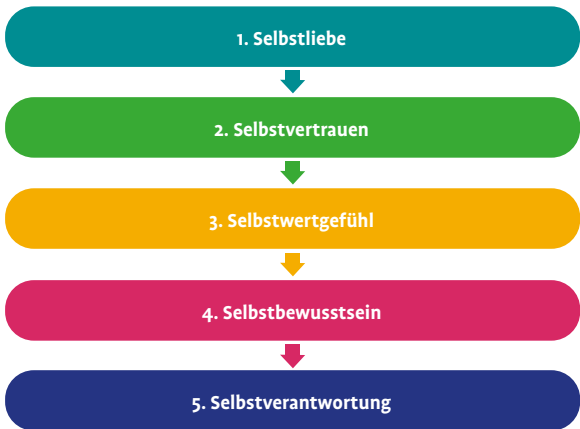 1. Selbstliebe
2. Selbstvertrauen
3. Selbstwertgefühl
4. Selbstbewusstsein
5. Selbstverantwortung